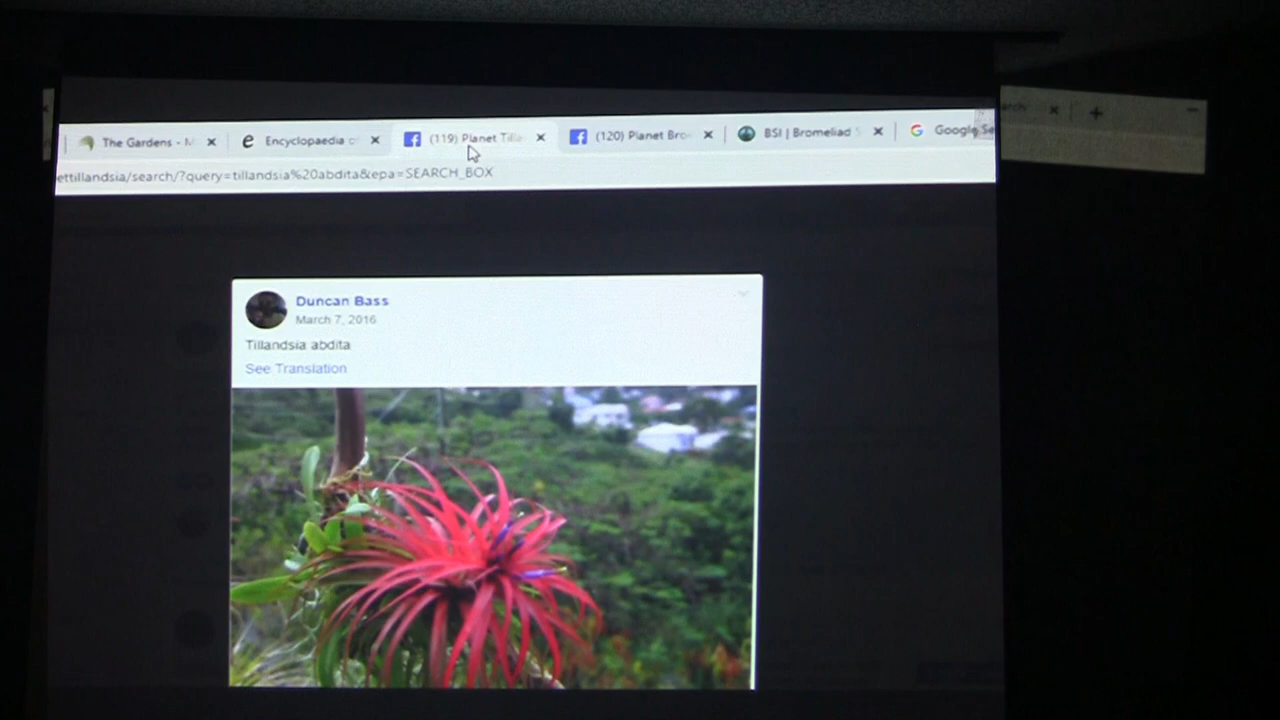 The Gardens - M
Encyclopaedia o
(119) Planet Tilla
(120) Planet Bro
BSI | Bromeliad S
Google Se
ettillandsia/search/?query=tillandsia%20abdita&epa=SEARCH_BOX
Duncan Bass
March 7, 2016
Tillandsia abdita
See Translation